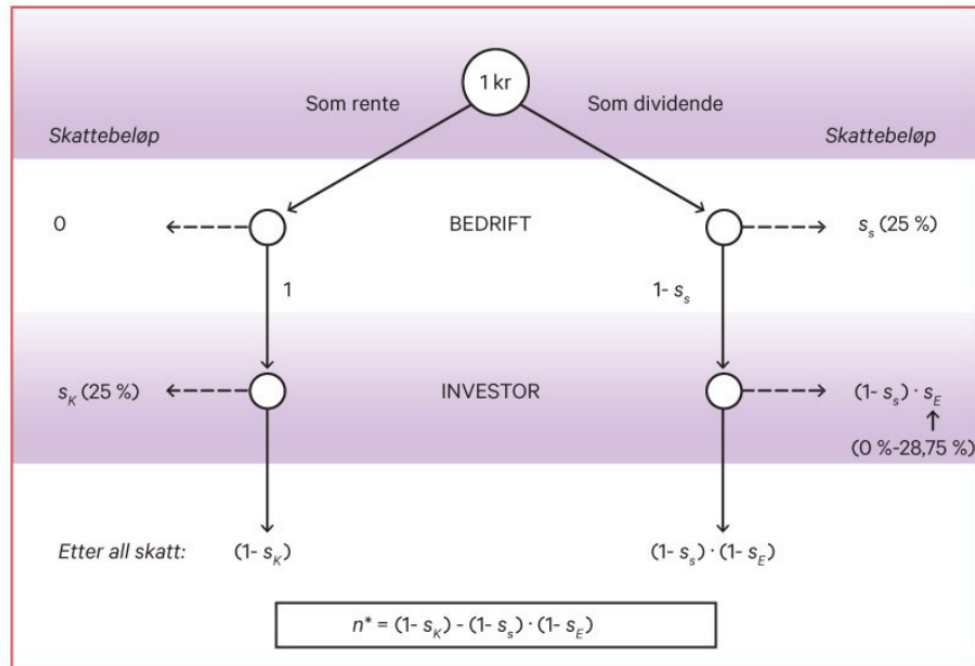 1 kr
Som rente
Som dividende
Skattebeløp
Skattebeløp
0
BEDRIFT
s_s (25 %)
1
1- s_s
s_K (25 %)
INVESTOR
(1- s_s) · s_E
(0 %-28,75 %)
Etter all skatt:
(1- s_K)
(1- s_s) · (1- s_E)
n* = (1- s_K) - (1- s_s) · (1- s_E)